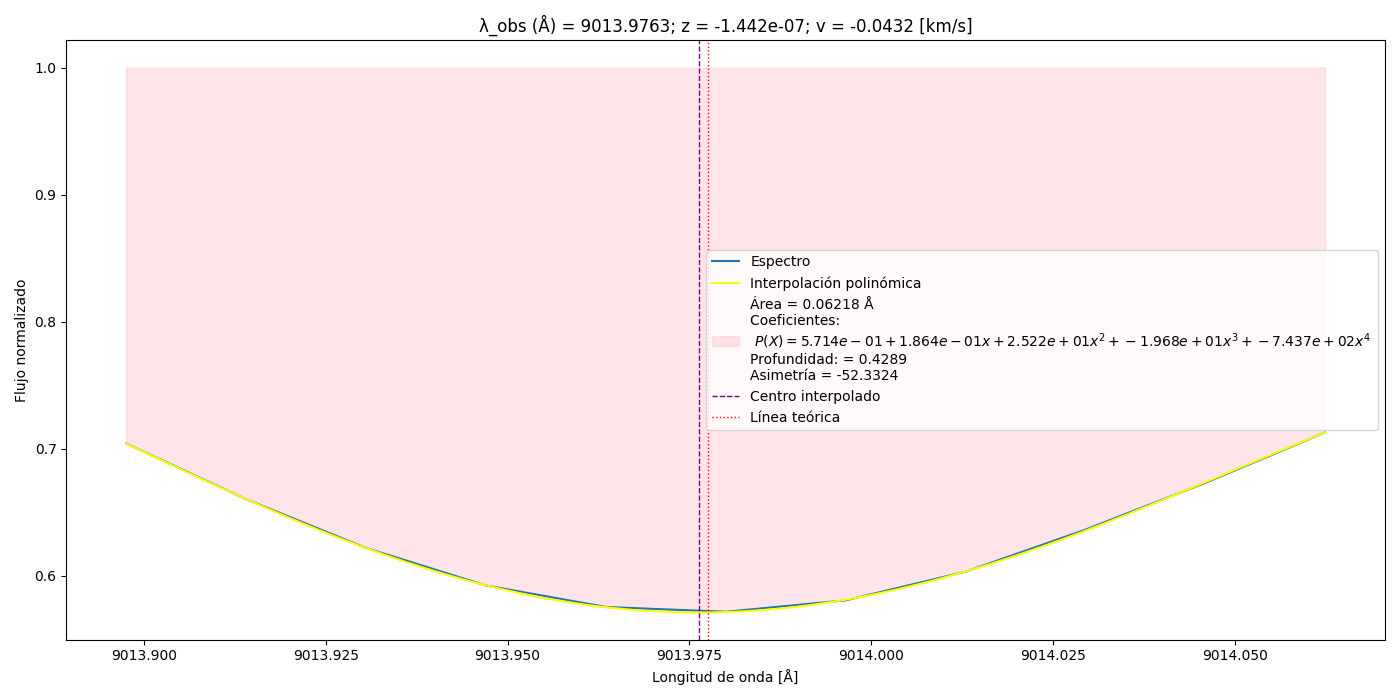 λ_obs (Å) = 9013.9763; z = -1.442e-07; v = -0.0432 [km/s]
1.0
0.9
0.8
0.7
0.6
Flujo normalizado
Espectro
Interpolación polinómica
Área = 0.06218 Å
Coeficientes:
P(X) = 5.714e − 01 + 1.864e − 01x + 2.522e + 01x² + − 1.968e + 01x³ + − 7.437e + 02x⁴
Profundidad: = 0.4289
Asimetría = -52.3324
Centro interpolado
Línea teórica
9013.900 9013.925 9013.950 9013.975 9014.000 9014.025 9014.050
Longitud de onda [Å]